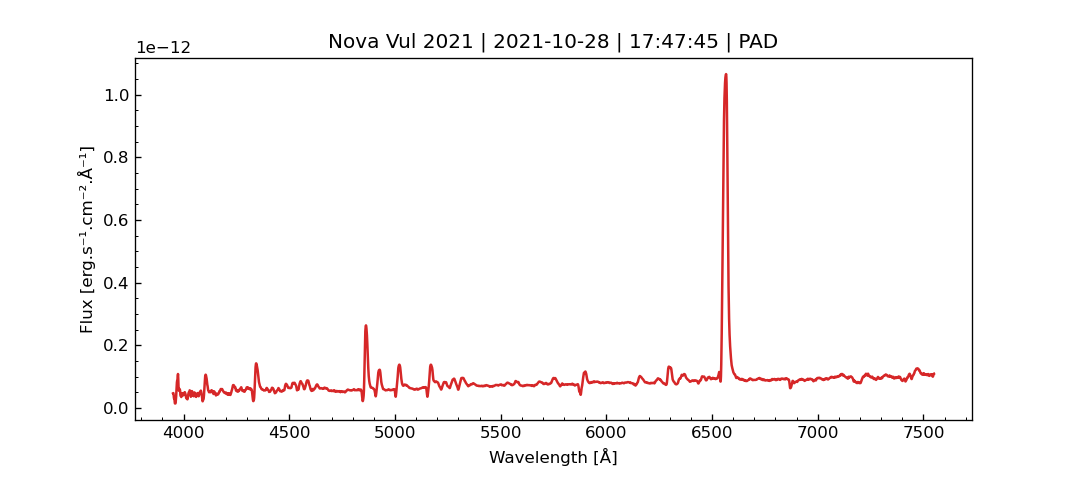 Nova Vul 2021 | 2021-10-28 | 17:47:45 | PAD
1e−12
1.0
0.8
0.6
0.4
0.2
0.0
Flux [erg.s⁻¹.cm⁻².Å⁻¹]
4000 4500 5000 5500 6000 6500 7000 7500
Wavelength [Å]